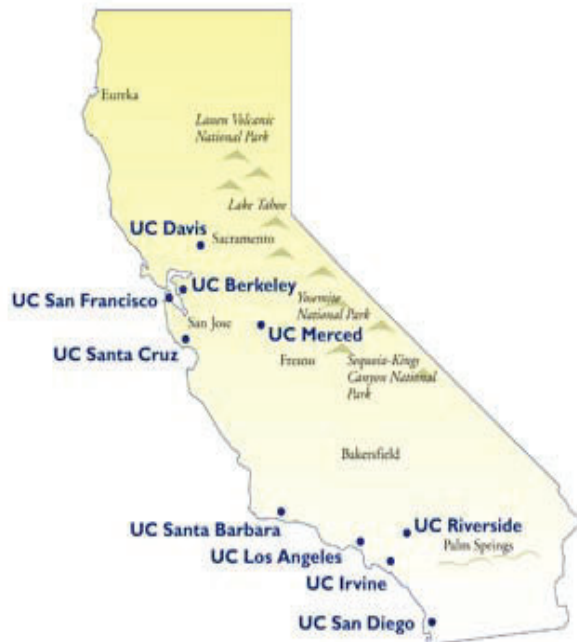 Eureka
Lassen Volcanic
National Park
Lake Tahoe
UC Davis
Sacramento
UC Berkeley
UC San Francisco
Yosemite
National Park
San Jose
UC Merced
UC Santa Cruz
Fresno
Sequoia-Kings
Canyon National
Park
Bakersfield
UC Santa Barbara
UC Riverside
Palm Springs
UC Los Angeles
UC Irvine
UC San Diego